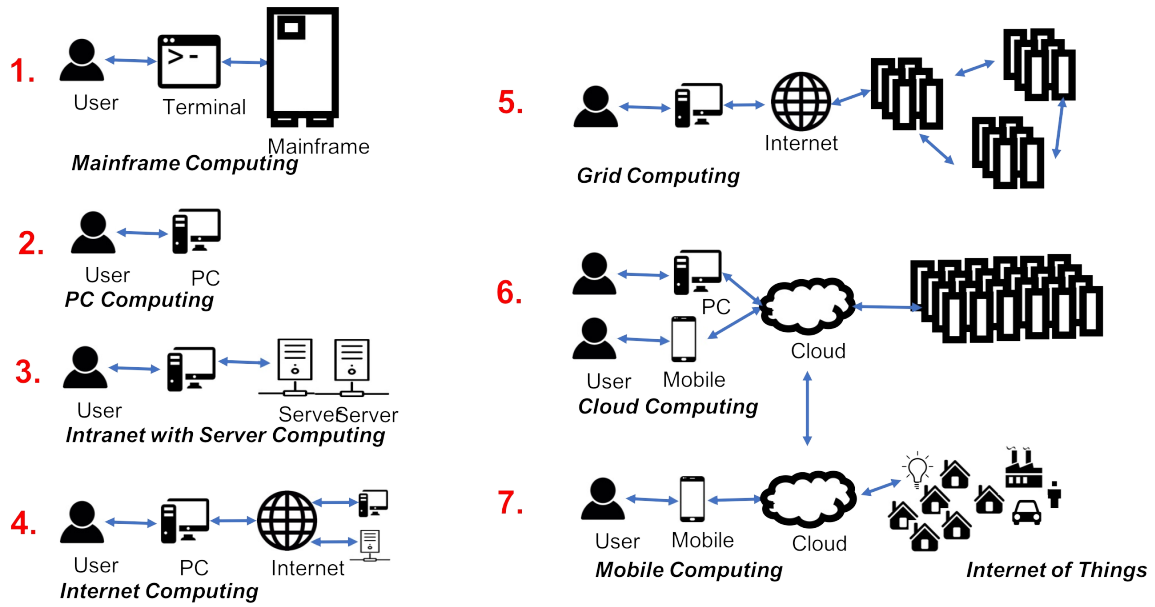 1.
>-
User
Terminal
Mainframe
Mainframe Computing
2.
User
PC
PC Computing
3.
User
Server
Server
Intranet with Server Computing
4.
User
PC
Internet
Internet Computing
5.
Internet
Grid Computing
6.
PC
Cloud
User
Mobile
Cloud Computing
7.
User
Mobile
Cloud
Mobile Computing
Internet of Things